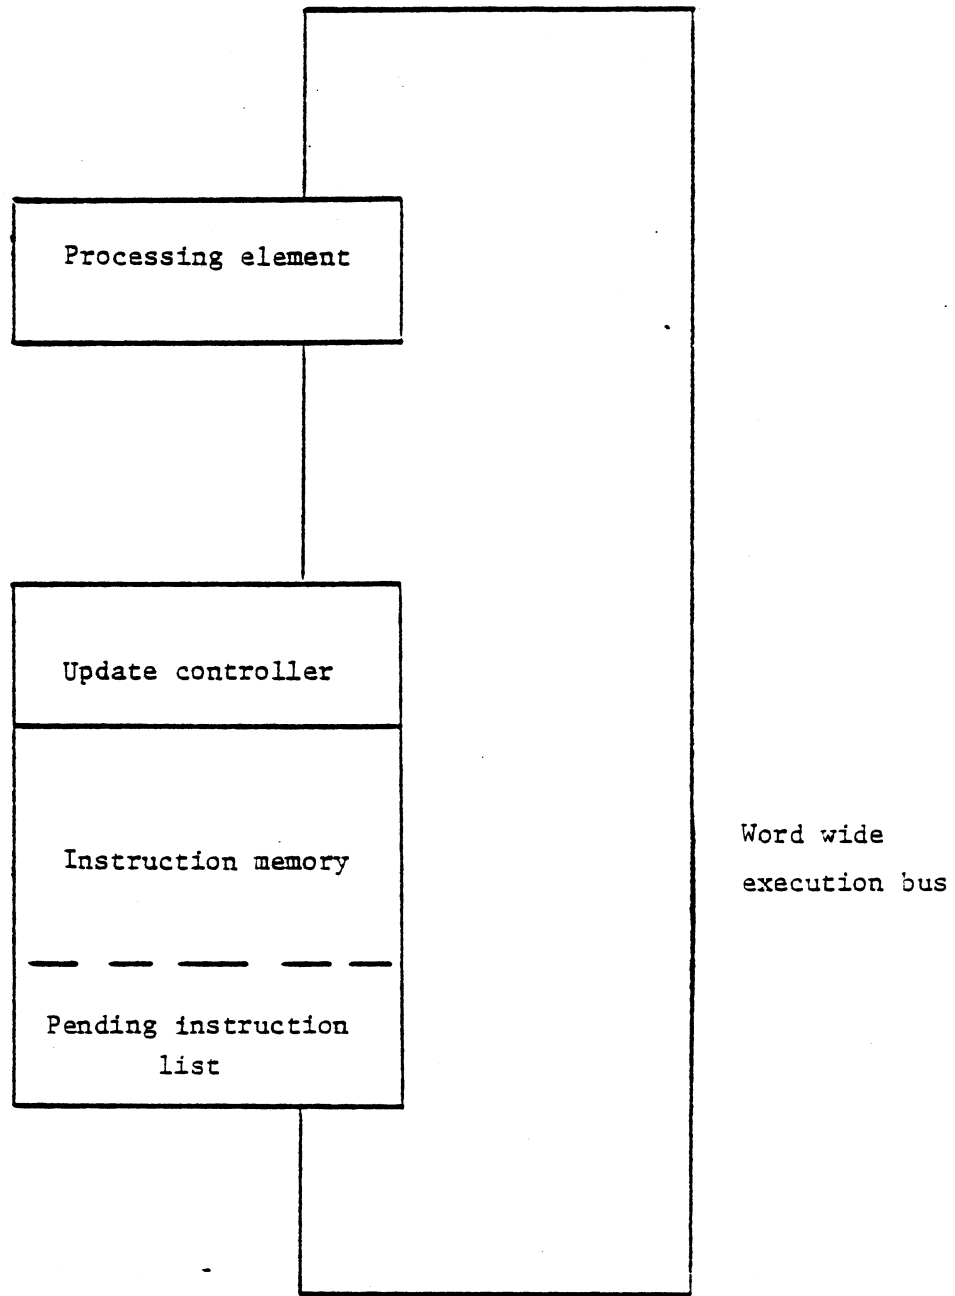 Processing element
Update controller
Instruction memory
Word wide
execution bus
Pending instruction
list